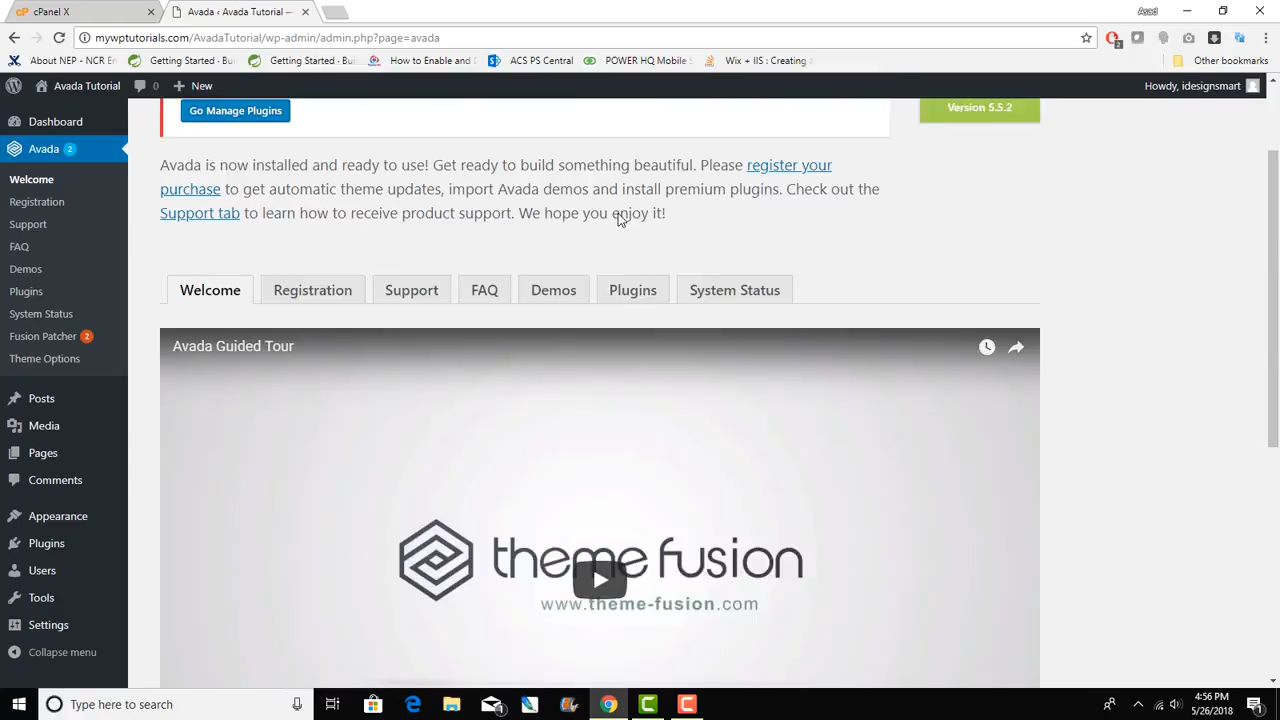 cPanel X
Avada ‹ Avada Tutorial —
Asad
mywptutorials.com/AvadaTutorial/wp-admin/admin.php?page=avada
2
About NEP - NCR En
Getting Started · Bui
Getting Started · Bui
How to Enable and
ACS PS Central
POWER HQ Mobile S
Wix + IIS : Creating a
Other bookmarks
Avada Tutorial
0
New
Howdy, idesignsmart
Dashboard
Avada 2
Welcome
Registration
Support
FAQ
Demos
Plugins
System Status
Fusion Patcher 2
Theme Options
Posts
Media
Pages
Comments
Appearance
Plugins
Users
Tools
Settings
Collapse menu
Go Manage Plugins
Version 5.5.2
Avada is now installed and ready to use! Get ready to build something beautiful. Please register your
purchase to get automatic theme updates, import Avada demos and install premium plugins. Check out the
Support tab to learn how to receive product support. We hope you enjoy it!
Welcome
Registration
Support
FAQ
Demos
Plugins
System Status
Avada Guided Tour
theme fusion
www.theme-fusion.com
Type here to search
4:56 PM
5/26/2018